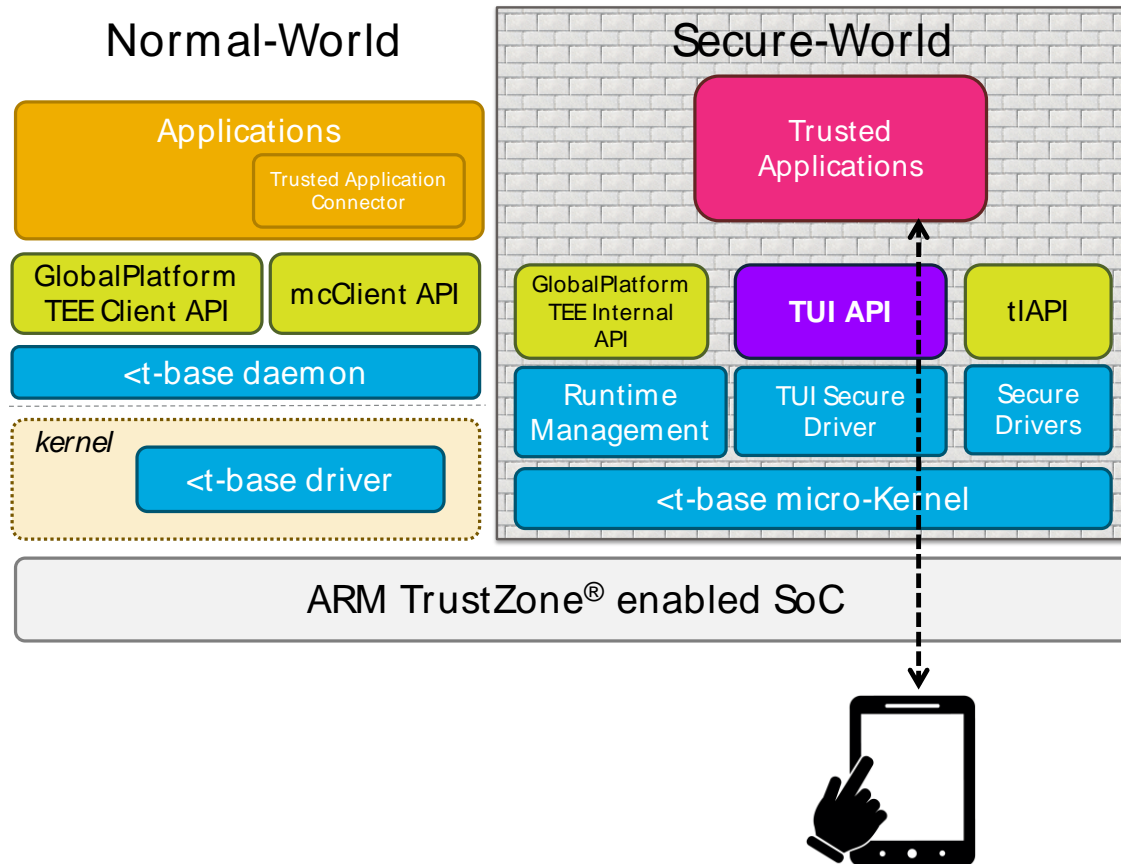 Normal-World
Applications
Trusted Application
Connector
GlobalPlatform
TEE Client API
mcClient API
<t-base daemon
kernel
<t-base driver
Secure-World
Trusted
Applications
GlobalPlatform
TEE Internal
API
TUI API
tlAPI
Runtime
Management
TUI Secure
Driver
Secure
Drivers
<t-base micro-Kernel
ARM TrustZone® enabled SoC